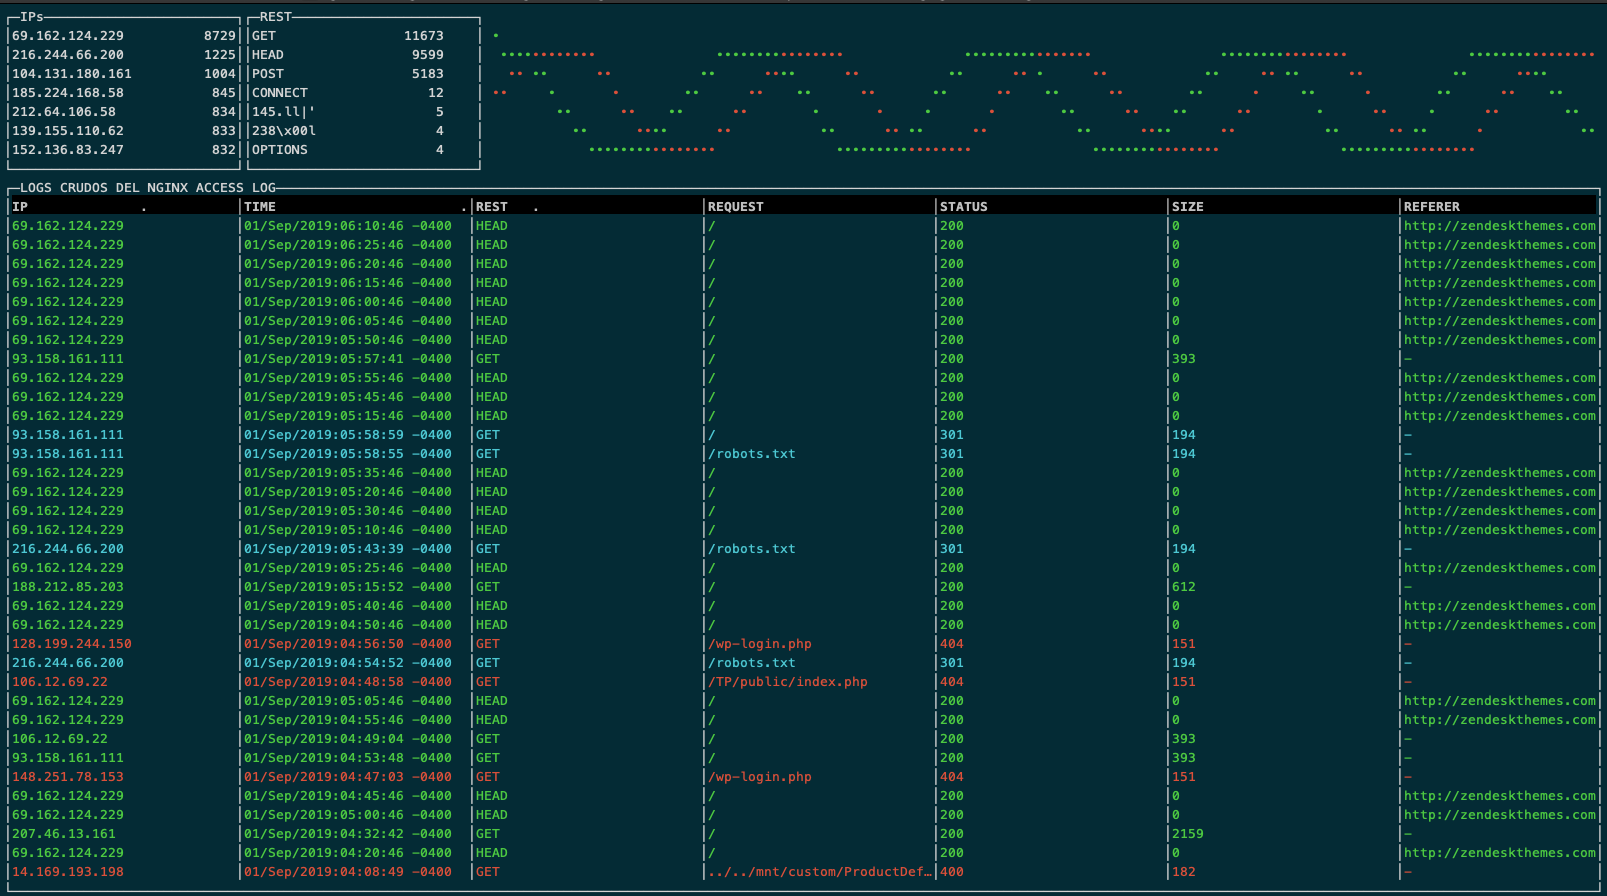 IPs REST
69.162.124.229 8729 GET 11673
216.244.66.200 1225 HEAD 9599
104.131.180.161 1004 POST 5183
185.224.168.58 845 CONNECT 12
212.64.106.58 834 145.ll|' 5
139.155.110.62 833 238\x00l 4
152.136.83.247 832 OPTIONS 4
LOGS CRUDOS DEL NGINX ACCESS LOG
IP . TIME . REST . REQUEST STATUS SIZE REFERER
69.162.124.229 01/Sep/2019:06:10:46 -0400 HEAD / 200 0 http://zendeskthemes.com
69.162.124.229 01/Sep/2019:06:25:46 -0400 HEAD / 200 0 http://zendeskthemes.com
69.162.124.229 01/Sep/2019:06:20:46 -0400 HEAD / 200 0 http://zendeskthemes.com
69.162.124.229 01/Sep/2019:06:15:46 -0400 HEAD / 200 0 http://zendeskthemes.com
69.162.124.229 01/Sep/2019:06:00:46 -0400 HEAD / 200 0 http://zendeskthemes.com
69.162.124.229 01/Sep/2019:06:05:46 -0400 HEAD / 200 0 http://zendeskthemes.com
69.162.124.229 01/Sep/2019:05:50:46 -0400 HEAD / 200 0 http://zendeskthemes.com
93.158.161.111 01/Sep/2019:05:57:41 -0400 GET / 200 393 -
69.162.124.229 01/Sep/2019:05:55:46 -0400 HEAD / 200 0 http://zendeskthemes.com
69.162.124.229 01/Sep/2019:05:45:46 -0400 HEAD / 200 0 http://zendeskthemes.com
69.162.124.229 01/Sep/2019:05:15:46 -0400 HEAD / 200 0 http://zendeskthemes.com
93.158.161.111 01/Sep/2019:05:58:59 -0400 GET / 301 194 -
93.158.161.111 01/Sep/2019:05:58:55 -0400 GET /robots.txt 301 194 -
69.162.124.229 01/Sep/2019:05:35:46 -0400 HEAD / 200 0 http://zendeskthemes.com
69.162.124.229 01/Sep/2019:05:20:46 -0400 HEAD / 200 0 http://zendeskthemes.com
69.162.124.229 01/Sep/2019:05:30:46 -0400 HEAD / 200 0 http://zendeskthemes.com
69.162.124.229 01/Sep/2019:05:10:46 -0400 HEAD / 200 0 http://zendeskthemes.com
216.244.66.200 01/Sep/2019:05:43:39 -0400 GET /robots.txt 301 194 -
69.162.124.229 01/Sep/2019:05:25:46 -0400 HEAD / 200 0 http://zendeskthemes.com
188.212.85.203 01/Sep/2019:05:15:52 -0400 GET / 200 612 -
69.162.124.229 01/Sep/2019:05:40:46 -0400 HEAD / 200 0 http://zendeskthemes.com
69.162.124.229 01/Sep/2019:04:50:46 -0400 HEAD / 200 0 http://zendeskthemes.com
128.199.244.150 01/Sep/2019:04:56:50 -0400 GET /wp-login.php 404 151 -
216.244.66.200 01/Sep/2019:04:54:52 -0400 GET /robots.txt 301 194 -
106.12.69.22 01/Sep/2019:04:48:58 -0400 GET /TP/public/index.php 404 151 -
69.162.124.229 01/Sep/2019:05:05:46 -0400 HEAD / 200 0 http://zendeskthemes.com
69.162.124.229 01/Sep/2019:04:55:46 -0400 HEAD / 200 0 http://zendeskthemes.com
106.12.69.22 01/Sep/2019:04:49:04 -0400 GET / 200 393 -
93.158.161.111 01/Sep/2019:04:53:48 -0400 GET / 200 393 -
148.251.78.153 01/Sep/2019:04:47:03 -0400 GET /wp-login.php 404 151 -
69.162.124.229 01/Sep/2019:04:45:46 -0400 HEAD / 200 0 http://zendeskthemes.com
69.162.124.229 01/Sep/2019:05:00:46 -0400 HEAD / 200 0 http://zendeskthemes.com
207.46.13.161 01/Sep/2019:04:32:42 -0400 GET / 200 2159 -
69.162.124.229 01/Sep/2019:04:20:46 -0400 HEAD / 200 0 http://zendeskthemes.com
14.169.193.198 01/Sep/2019:04:08:49 -0400 GET ../../mnt/custom/ProductDef… 400 182 -